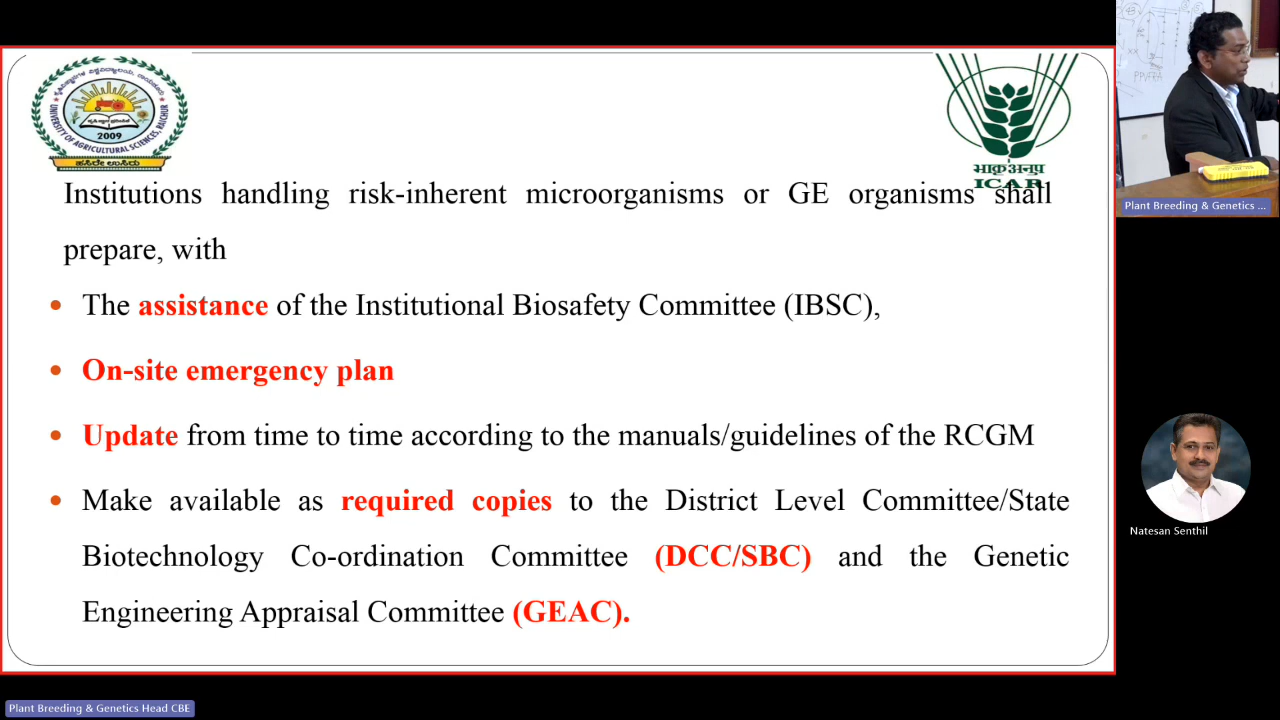 UNIVERSITY OF AGRICULTURAL SCIENCES, RAICHUR
2009
ಹಸಿರೇ ಉಸಿರು
भाकृअनुप
ICAR
Institutions handling risk-inherent microorganisms or GE organisms shall
prepare, with
• The assistance of the Institutional Biosafety Committee (IBSC),
• On-site emergency plan
• Update from time to time according to the manuals/guidelines of the RCGM
• Make available as required copies to the District Level Committee/State
Biotechnology Co-ordination Committee (DCC/SBC) and the Genetic
Engineering Appraisal Committee (GEAC).
PPVFRA
Plant Breeding & Genetics ...
Natesan Senthil
Plant Breeding & Genetics Head CBE